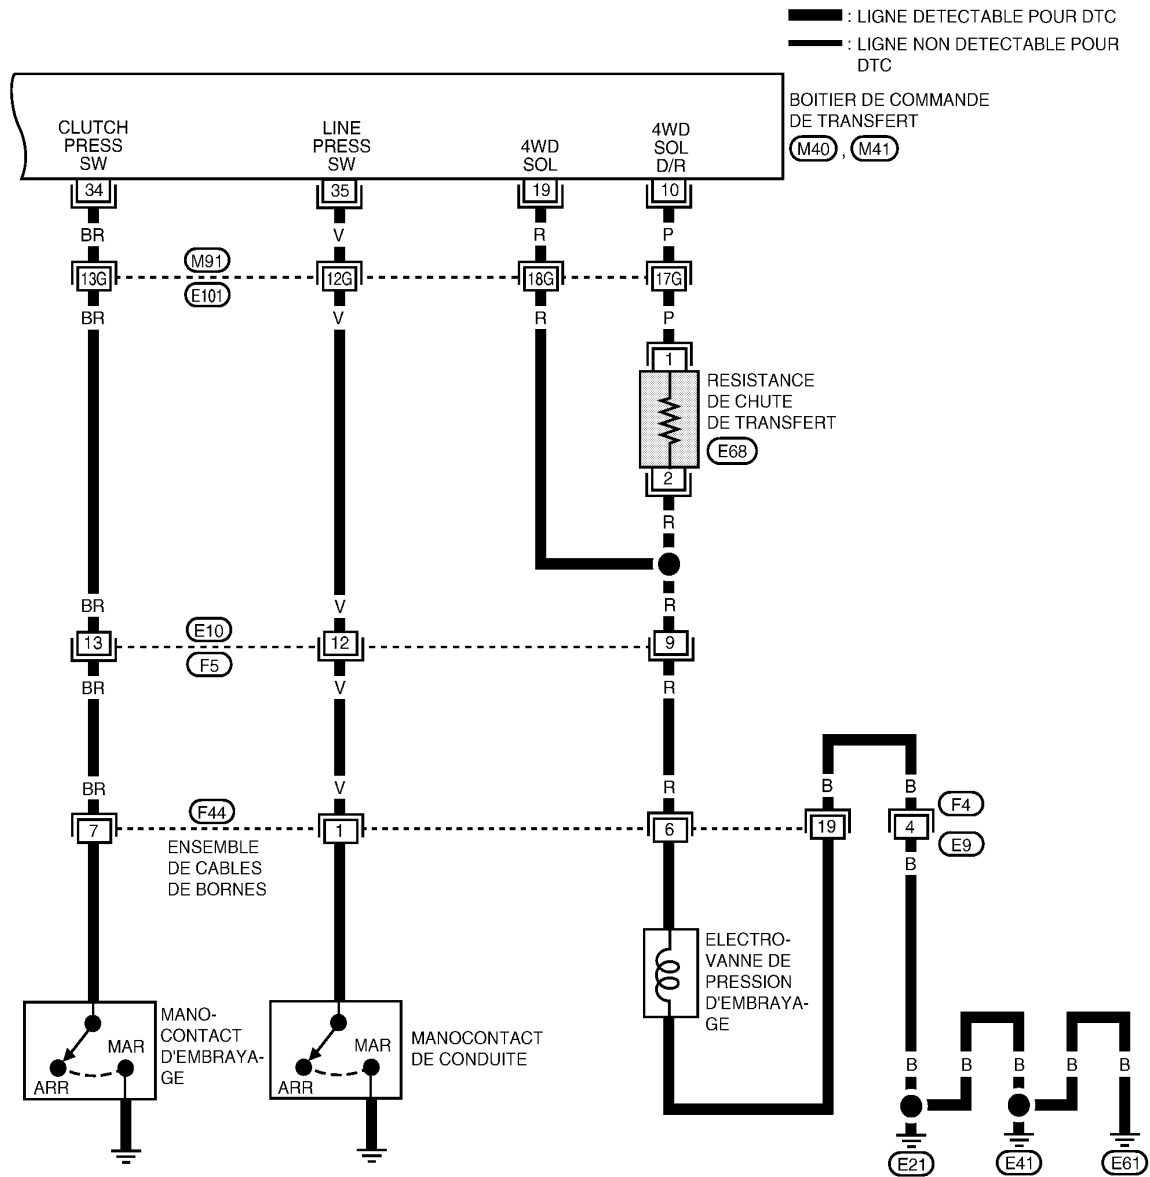 : LIGNE DETECTABLE POUR DTC
: LIGNE NON DETECTABLE POUR
DTC
BOITIER DE COMMANDE
DE TRANSFERT
M40 , M41
CLUTCH
PRESS
SW
LINE
PRESS
SW
4WD
SOL
4WD
SOL
D/R
34
35
19
10
BR
V
R
P
M91
13G
12G
18G
17G
E101
BR
V
R
P
1
RESISTANCE
DE CHUTE
DE TRANSFERT
E68
2
R
BR
V
R
E10
13
12
9
F5
BR
V
R
BR
V
R
B
B
F44
F4
7
1
6
19
4
E9
ENSEMBLE
DE CABLES
DE BORNES
B
ELECTRO-
VANNE DE
PRESSION
D'EMBRAYA-
GE
MANO-
CONTACT
D'EMBRAYA-
GE
MAR
ARR
MANOCONTACT
DE CONDUITE
MAR
ARR
B
B
B
B
B
E21
E41
E61